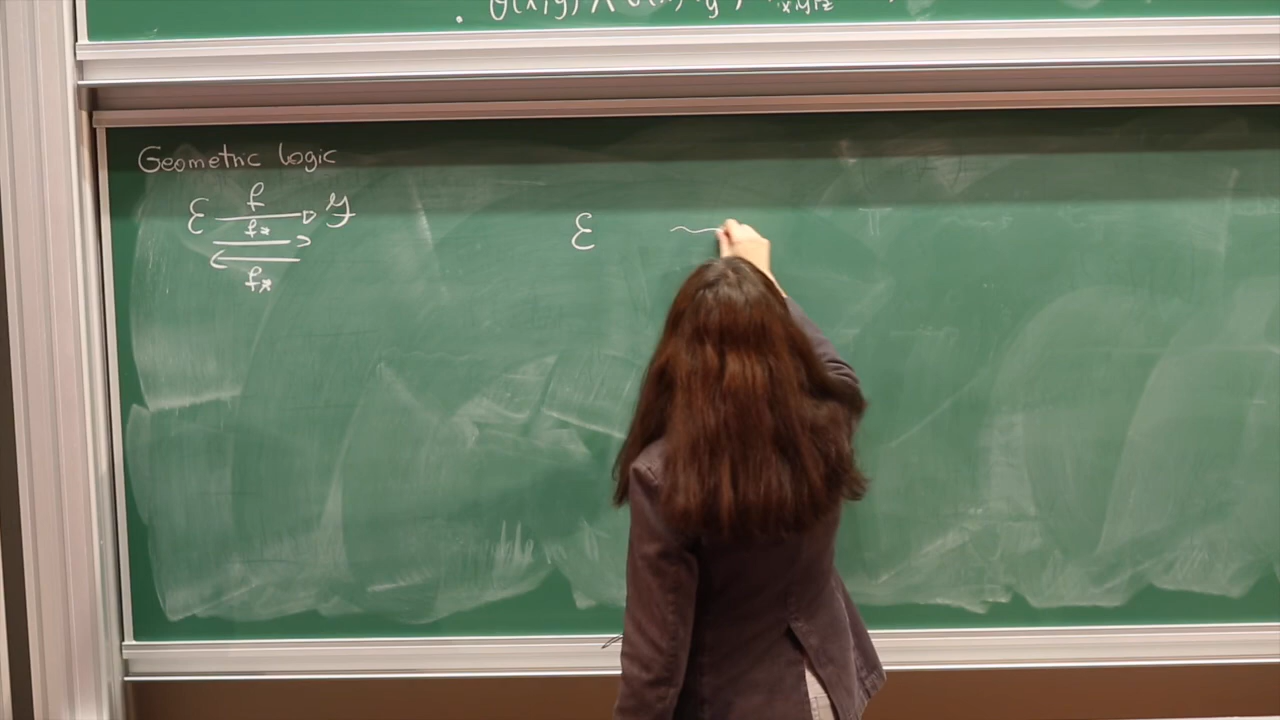 Geometric logic
ℰ f ℱ
f*
f*
ℰ